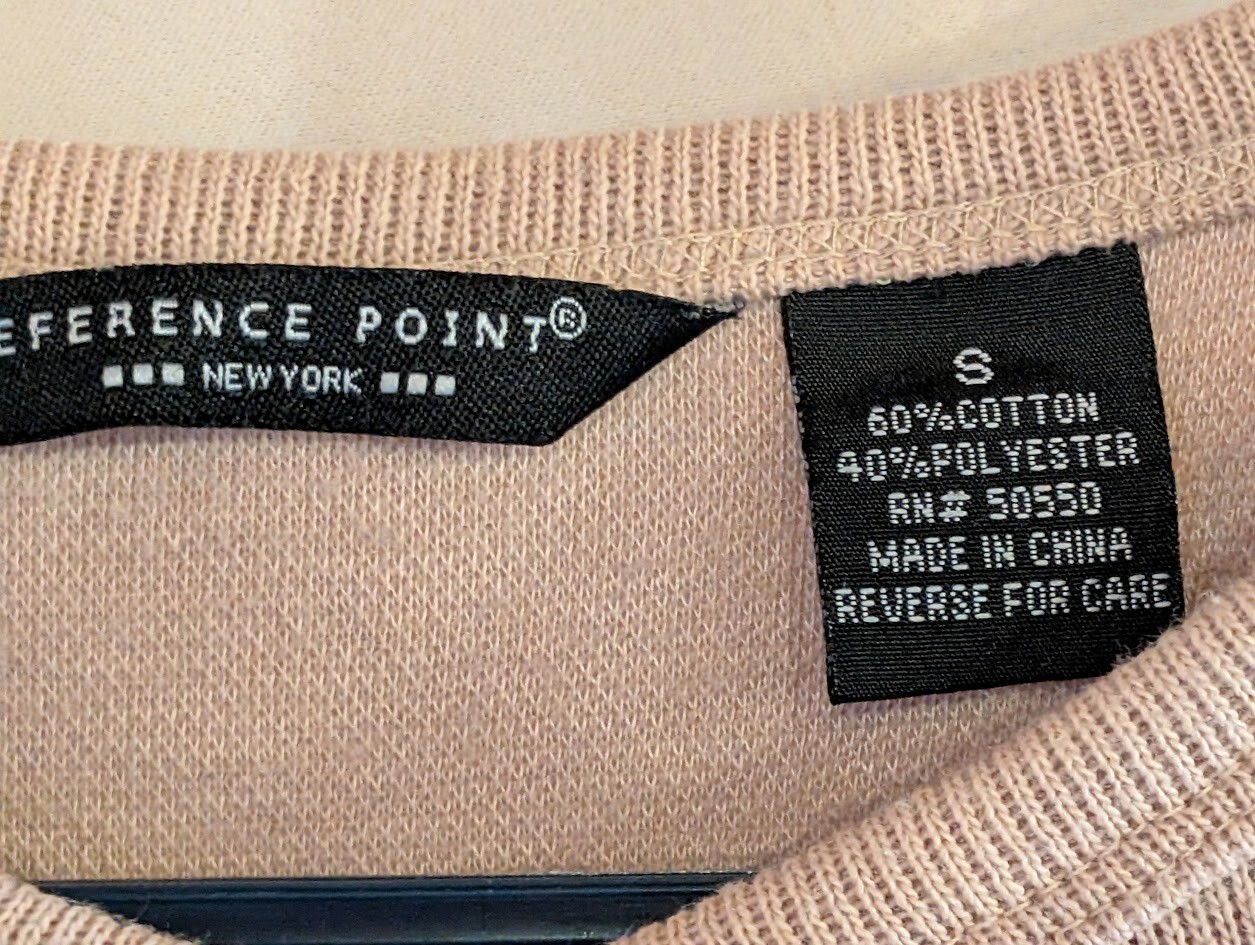 EFERENCE POINT®
NEW YORK
S
60%COTTON
40%POLYESTER
RN# 50550
MADE IN CHINA
REVERSE FOR CARE